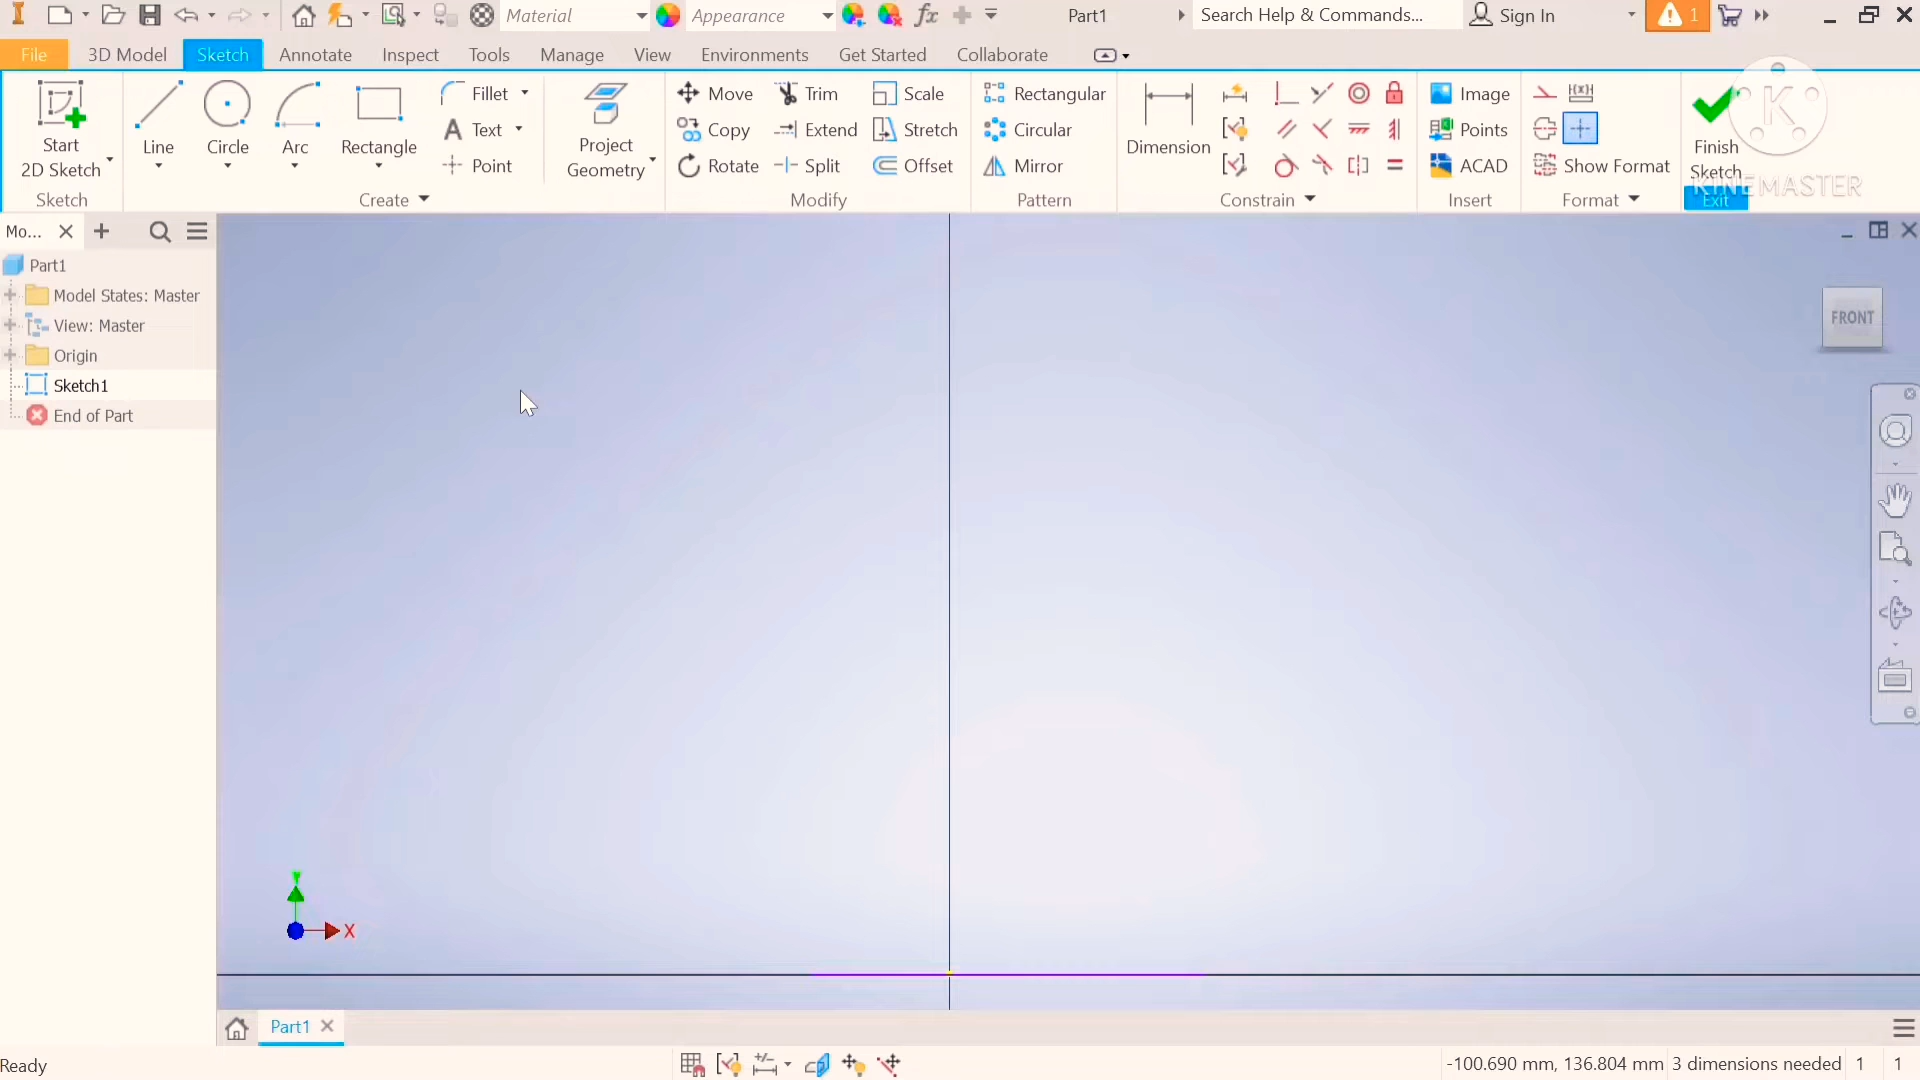 Material
Appearance
fx
Part1
Search Help & Commands...
Sign In
1
File
3D Model
Sketch
Annotate
Inspect
Tools
Manage
View
Environments
Get Started
Collaborate
Start
2D Sketch
Line
Circle
Arc
Rectangle
Fillet
Text
Point
Project
Geometry
Move
Copy
Rotate
Trim
Extend
Split
Scale
Stretch
Offset
Rectangular
Circular
Mirror
Dimension
Image
Points
ACAD
Show Format
Finish
Sketch
K
KINEMASTER
Sketch
Create
Modify
Pattern
Constrain
Insert
Format
Exit
Mo...
Part1
Model States: Master
View: Master
Origin
Sketch1
End of Part
FRONT
Y
X
Part1
Ready
-100.690 mm, 136.804 mm
3 dimensions needed
1
1